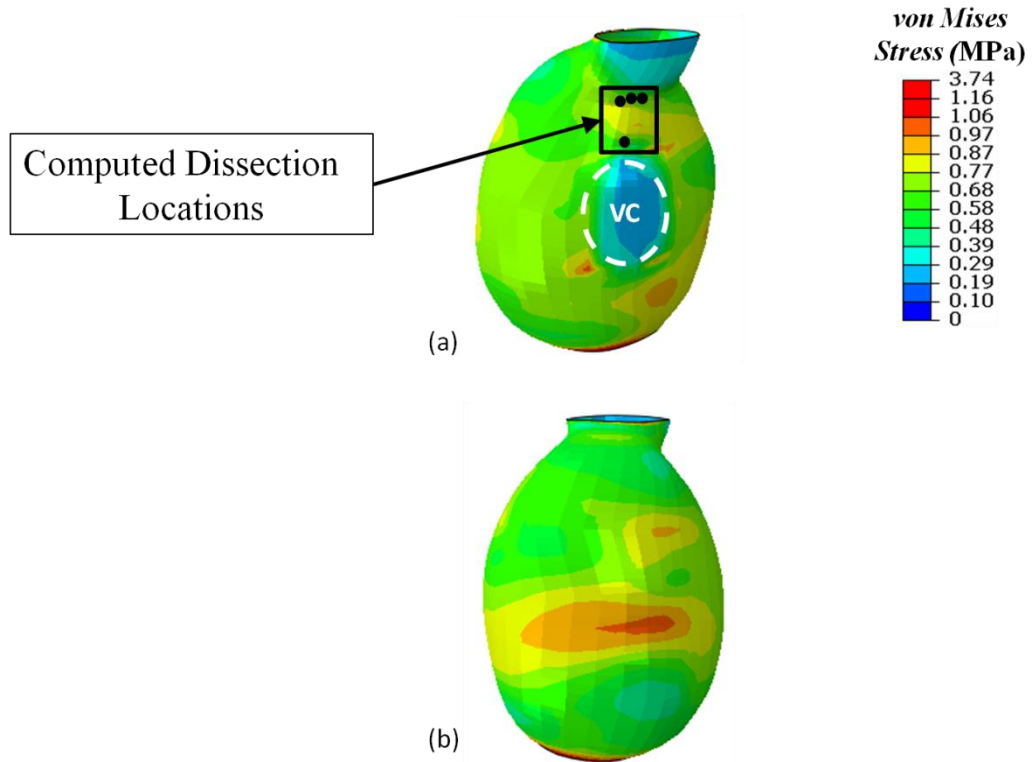 von Mises
Stress (MPa)
3.74
1.16
1.06
0.97
0.87
0.77
0.68
0.58
0.48
0.39
0.29
0.19
0.10
0
Computed Dissection
Locations
VC
(a)
(b)